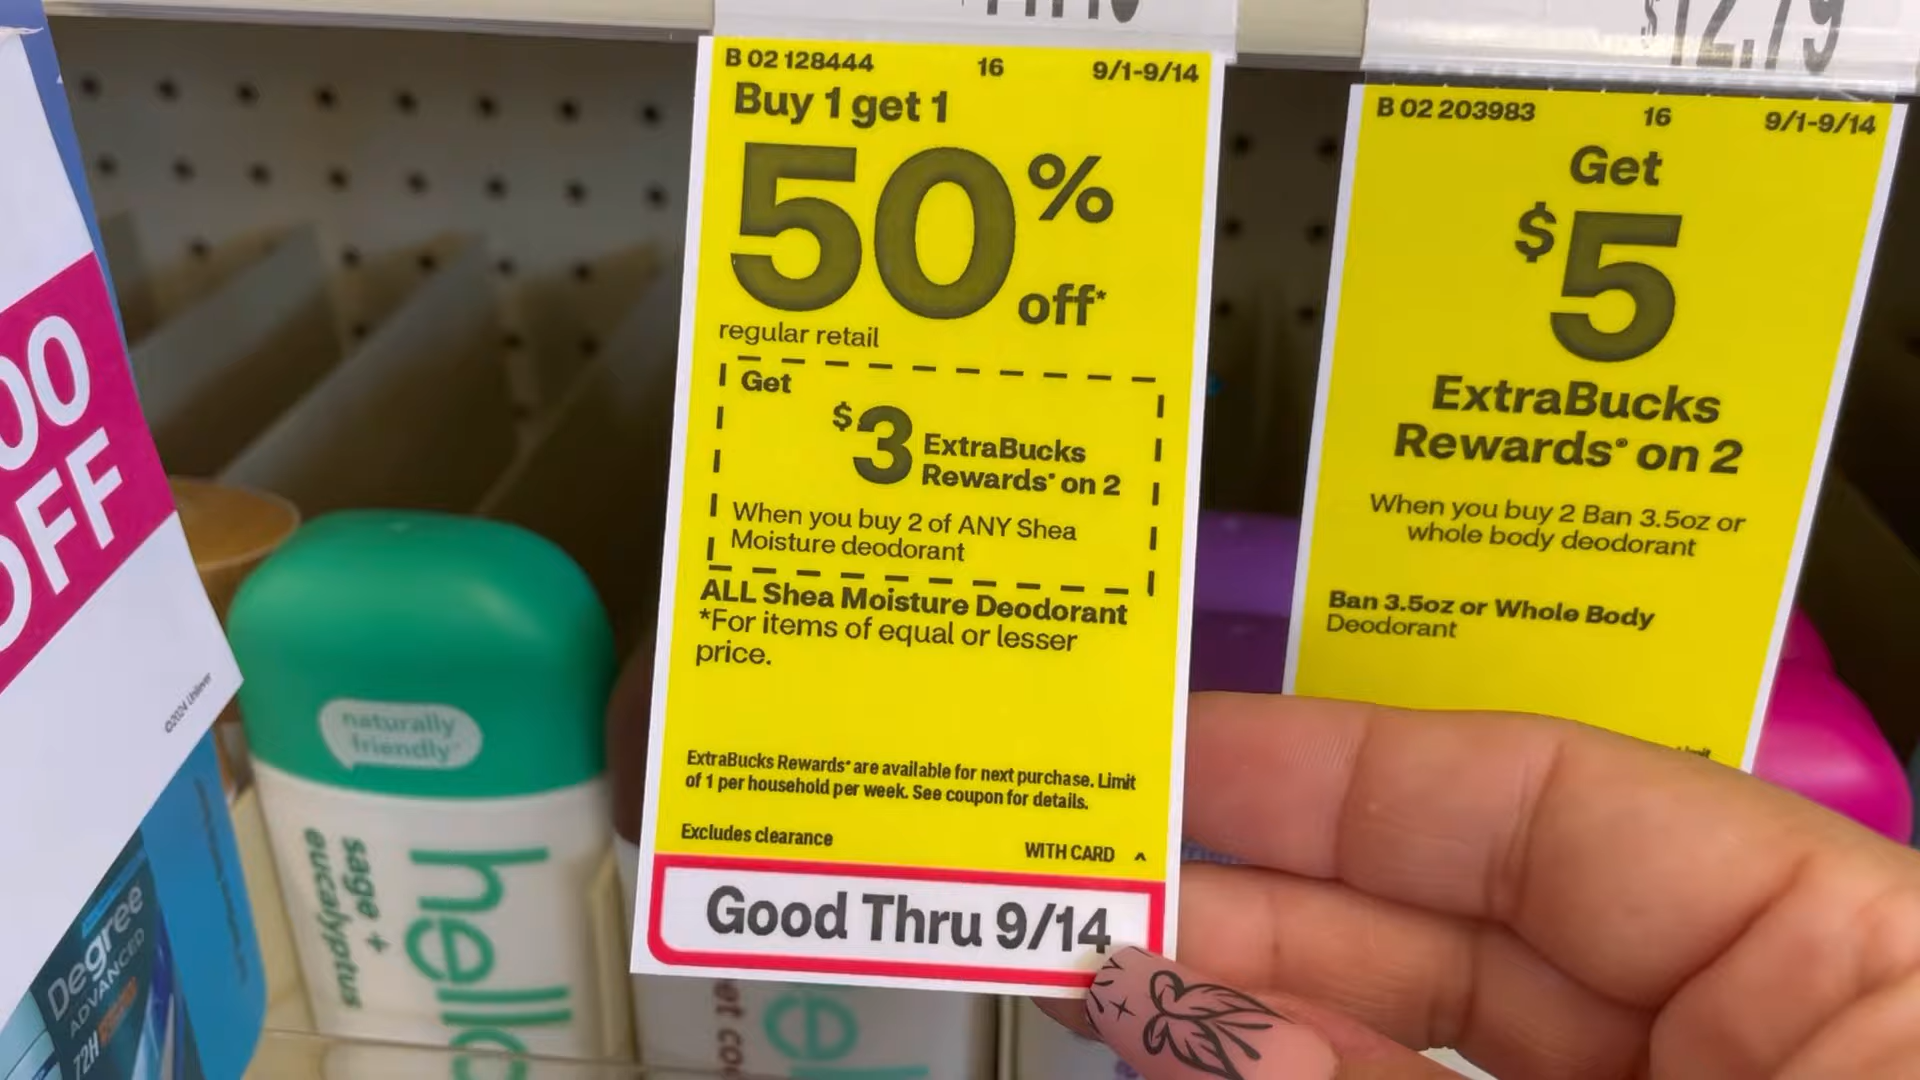 B 02 128444 16 9/1-9/14
Buy 1 get 1
50%
off*
regular retail
Get
$3 ExtraBucks
Rewards® on 2
When you buy 2 of ANY Shea
Moisture deodorant
ALL Shea Moisture Deodorant
*For items of equal or lesser
price.
ExtraBucks Rewards® are available for next purchase. Limit
of 1 per household per week. See coupon for details.
Excludes clearance
WITH CARD ^
Good Thru 9/14
$12.79
B 02 203983 16 9/1-9/14
Get
$5
ExtraBucks
Rewards® on 2
When you buy 2 Ban 3.5oz or
whole body deodorant
Ban 3.5oz or Whole Body
Deodorant
00
OFF
©2024 Unilever
Degree
ADVANCED
72H
naturally
friendly
hello
sage +
eucalyptus